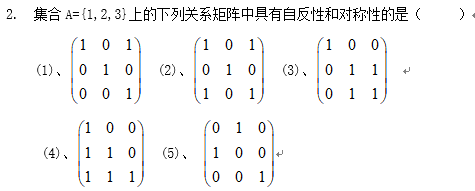 2. 集合 A={1,2,3}上的下列关系矩阵中具有自反性和对称性的是（ ）
(1)、 1 0 1 (2)、 1 0 1 (3)、 1 0 0
0 1 0 0 1 0 0 1 1
0 0 1 1 0 1 0 1 1
(4)、 1 0 0 (5)、 0 1 0
1 1 0 1 0 0
1 1 1 0 0 1